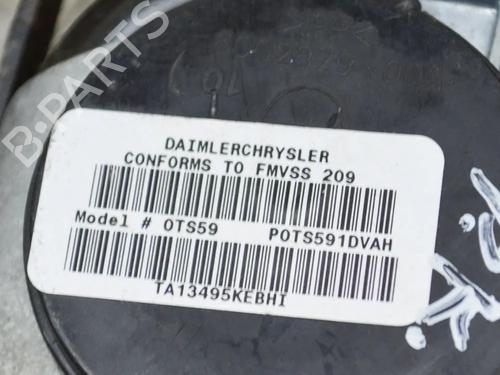 B-PARTS
DAIMLERCHRYSLER
CONFORMS TO FMVSS 209
Model # 0TS59 P0TS591DVAH
TA13495KEBHI